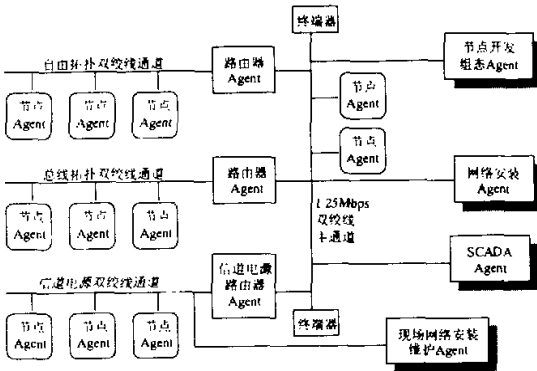 终端器
自由拓扑双绞线通道
路由器
Agent
节点开发
组态Agent
节点
Agent
节点
Agent
节点
Agent
节点
Agent
节点
Agent
总线拓扑双绞线通道
路由器
Agent
网络安装
Agent
节点
Agent
节点
Agent
节点
Agent
1.25Mbps
双绞线
主通道
信道电源双绞线通道
信道电源
路由器
Agent
SCADA
Agent
终端器
节点
Agent
节点
Agent
节点
Agent
现场网络安装
维护Agent